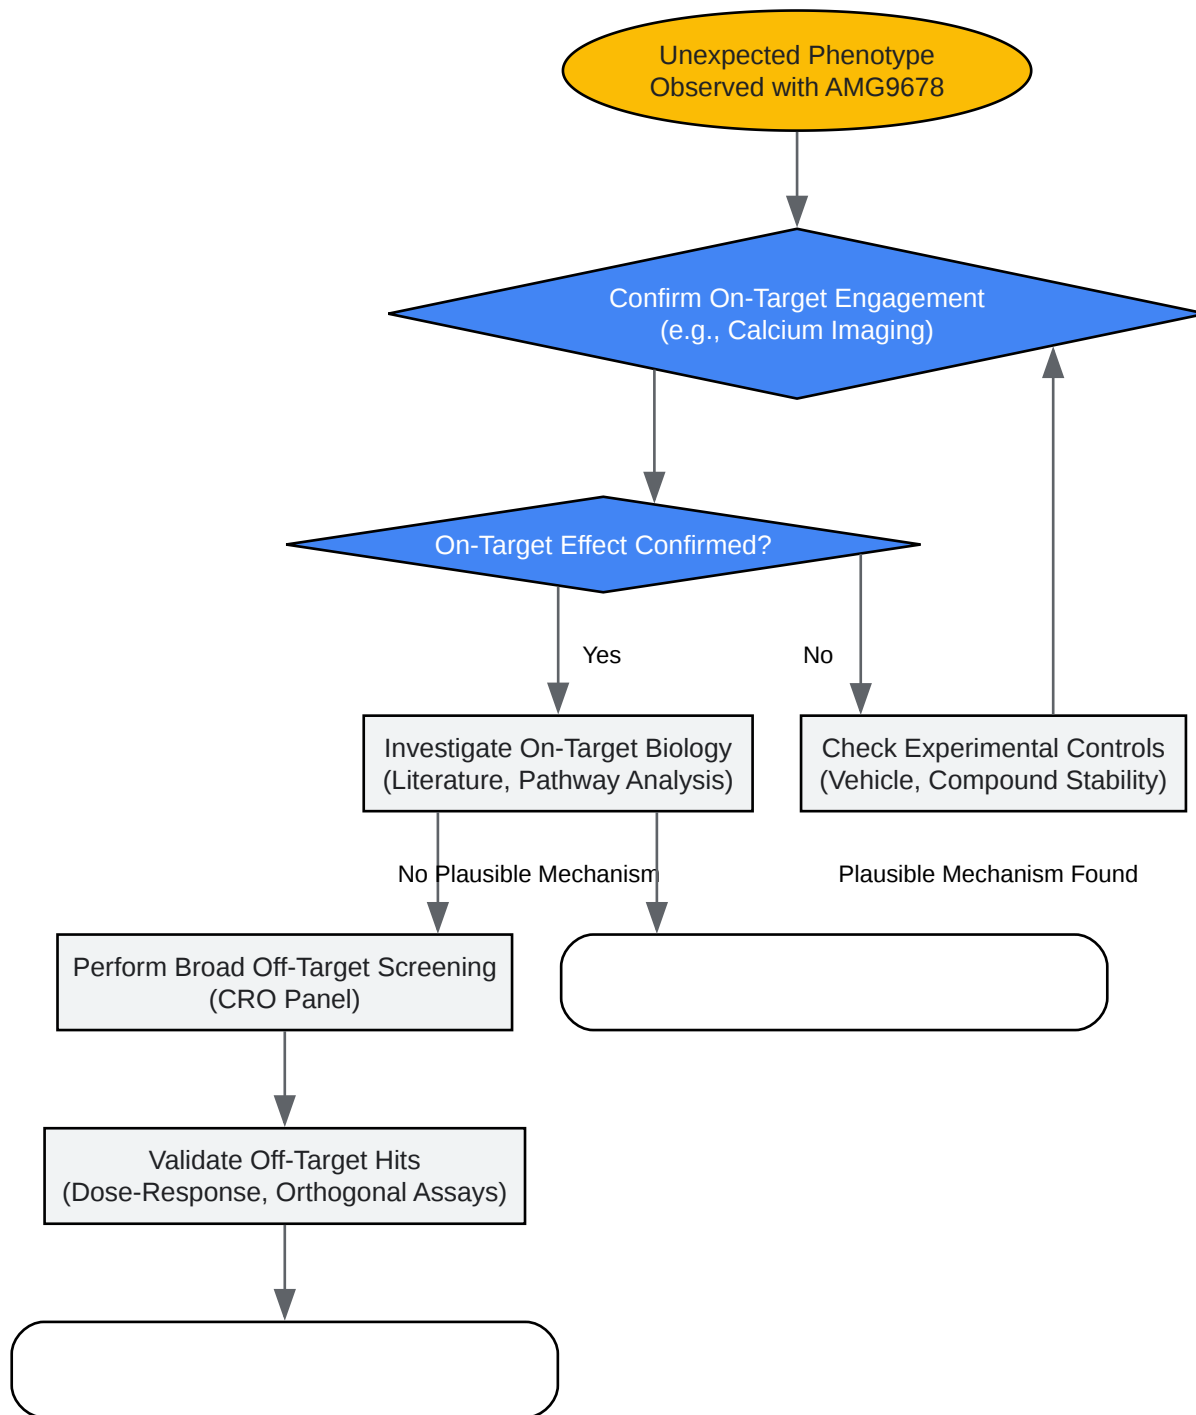 Unexpected Phenotype
Observed with AMG9678
Confirm On-Target Engagement
(e.g., Calcium Imaging)
On-Target Effect Confirmed?
Yes
No
Investigate On-Target Biology
(Literature, Pathway Analysis)
Check Experimental Controls
(Vehicle, Compound Stability)
No Plausible Mechanism
Plausible Mechanism Found
Perform Broad Off-Target Screening
(CRO Panel)
Validate Off-Target Hits
(Dose-Response, Orthogonal Assays)